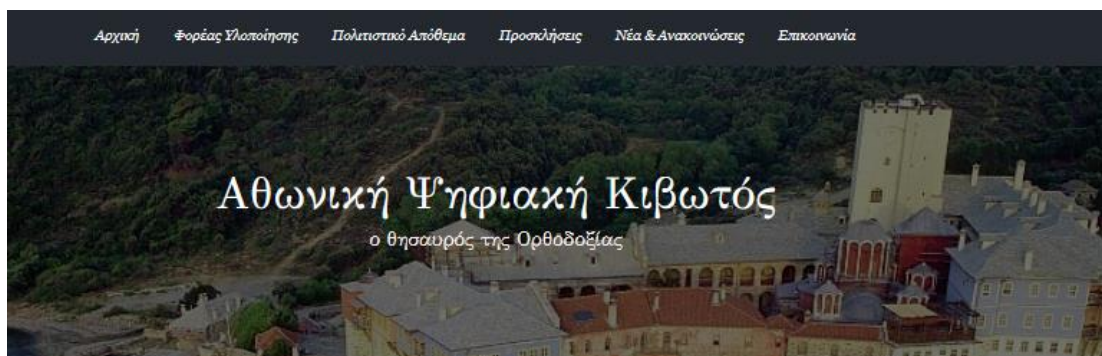 Αρχική Φορέας Υλοποίησης Πολιτιστικό Απόθεμα Προσκλήσεις Νέα & Ανακοινώσεις Επικοινωνία
Αθωνική Ψηφιακή Κιβωτός
ο θησαυρός της Ορθοδοξίας